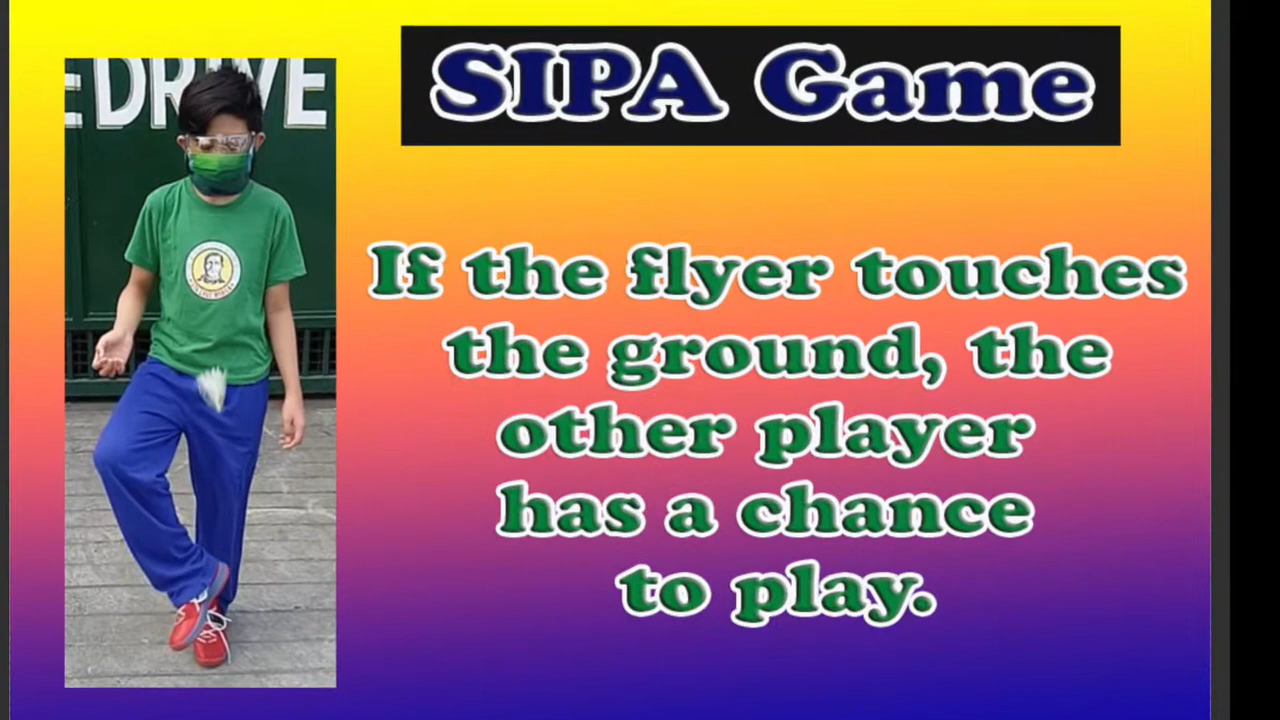 SIPA Game
EDRIVE
If the flyer touches
the ground, the
other player
has a chance
to play.